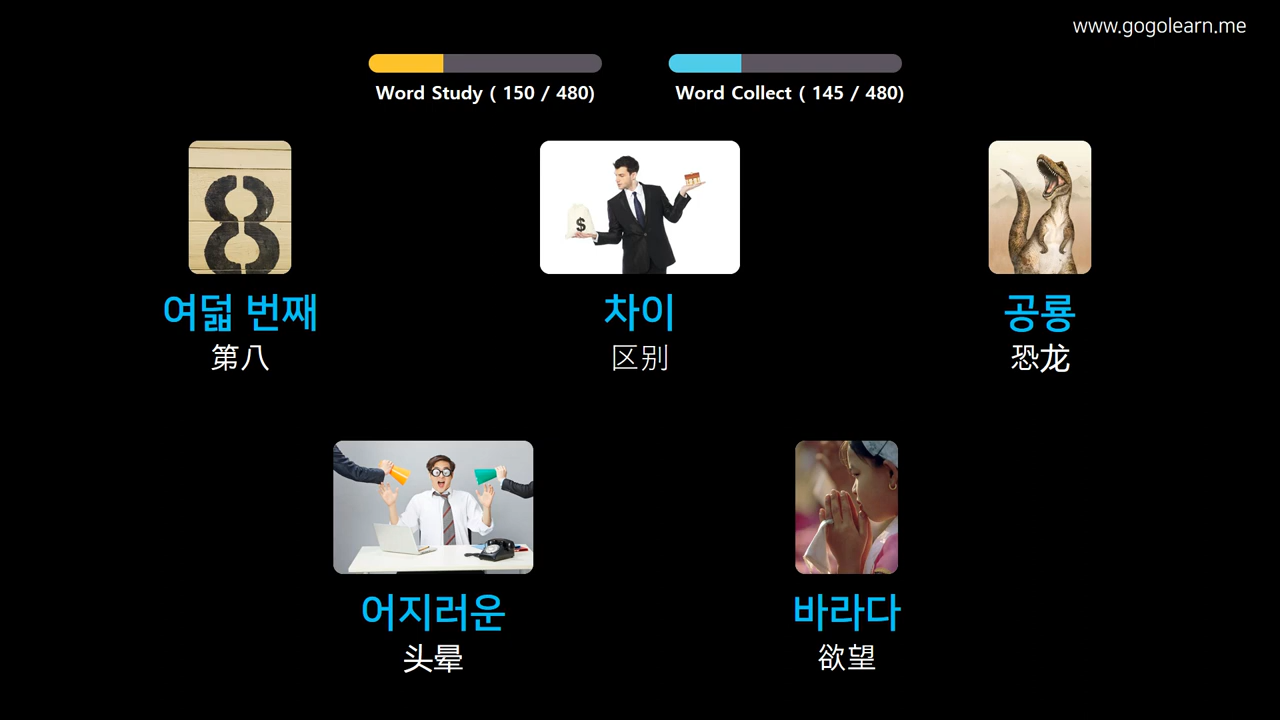 www.gogolearn.me
Word Study ( 150 / 480)
Word Collect ( 145 / 480)
8
$
여덟 번째
第八
차이
区别
공룡
恐龙
어지러운
头晕
바라다
欲望